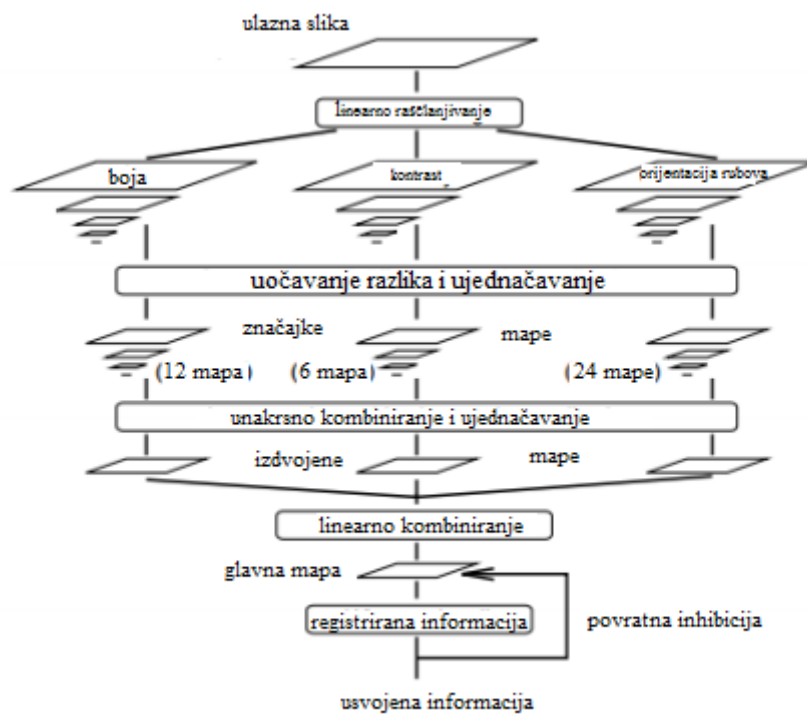 ulazna slika
linearno raščlanjivanje
boja
kontrast
orijentacija rubova
uočavanje razlika i ujednačavanje
značajke
mape
(12 mapa)
(6 mapa)
(24 mape)
unakrsno kombiniranje i ujednačavanje
izdvojene
mape
linearno kombiniranje
glavna mapa
registrirana informacija
povratna inhibicija
usvojena informacija